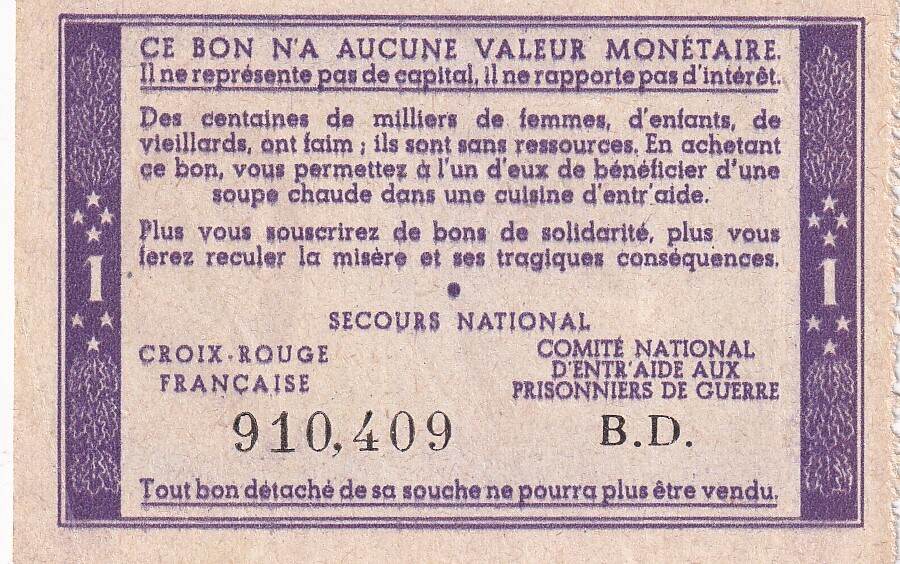 CE BON N'A AUCUNE VALEUR MONÉTAIRE.
Il ne représente pas de capital, il ne rapporte pas d'intérêt.
Des centaines de milliers de femmes, d'enfants, de
vieillards, ont faim ; ils sont sans ressources. En achetant
ce bon, vous permettez à l'un d'eux de bénéficier d'une
soupe chaude dans une cuisine d'entr'aide.
Plus vous souscrirez de bons de solidarité, plus vous
ferez reculer la misère et ses tragiques conséquences.
1
1
SECOURS NATIONAL
CROIX-ROUGE
FRANÇAISE
COMITÉ NATIONAL
D'ENTR'AIDE AUX
PRISONNIERS DE GUERRE
910,409
B.D.
Tout bon détaché de sa souche ne pourra plus être vendu.